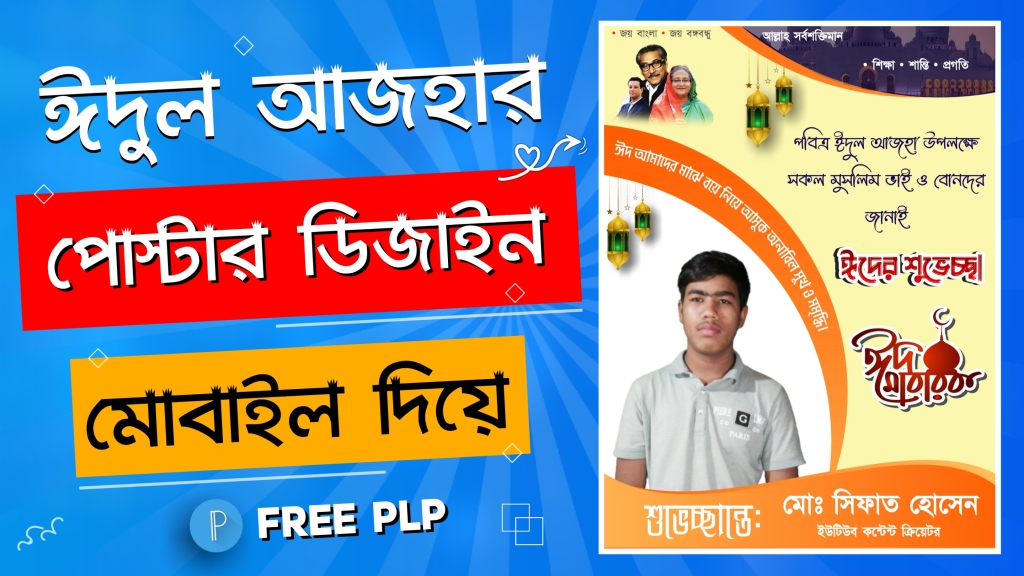 ঈদুল আজহার
পোস্টার ডিজাইন
মোবাইল দিয়ে
FREE PLP
• জয় বাংলা • জয় বঙ্গবন্ধু
আল্লাহ সর্বশক্তিমান
• শিক্ষা • শান্তি • প্রগতি
পবিত্র ঈদুল আজহা উপলক্ষে
সকল মুসলিম ভাই ও বোনদের
জানাই
ঈদের শুভেচ্ছা
ঈদ মোবারক
ঈদ আমাদের মাঝে বয়ে নিয়ে আসুক অনাবিল সুখ ও সমৃদ্ধি।
G
PARIS
শুভেচ্ছান্তে:
মোঃ সিফাত হোসেন
ইউটিউব কন্টেন্ট ক্রিয়েটর